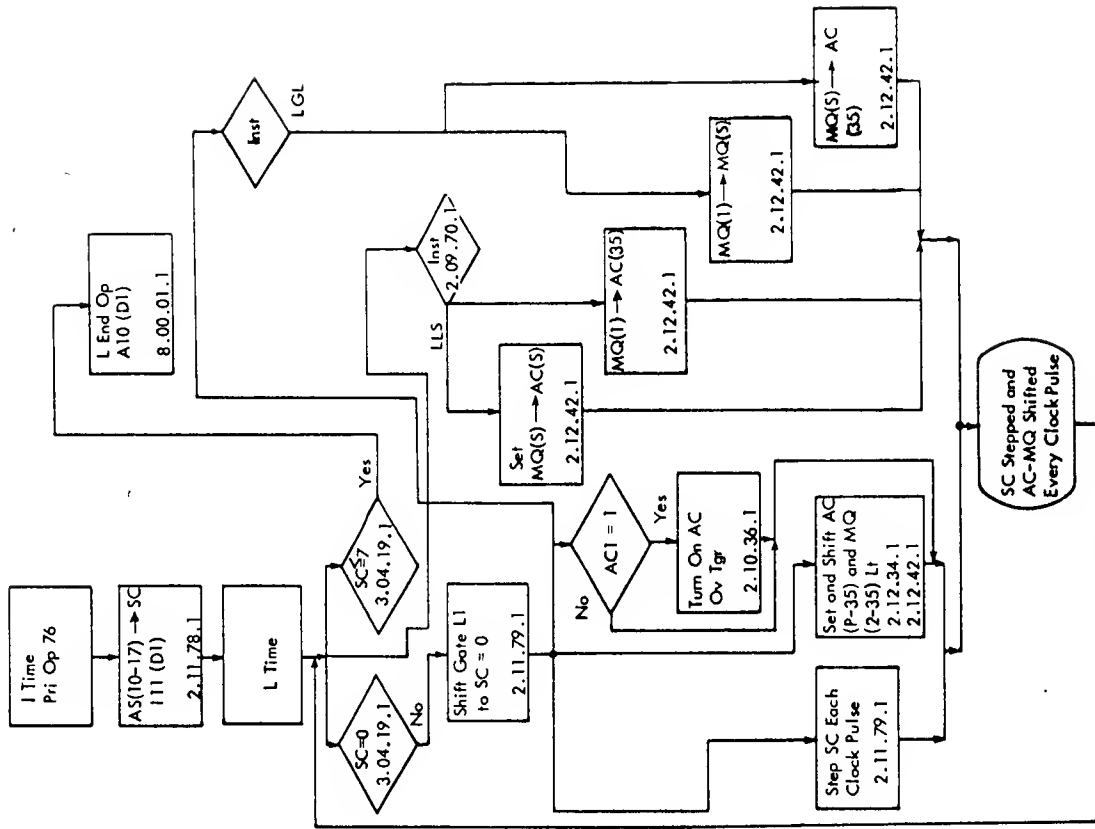 I Time
Pri Op 76
AS(10-17) → SC
I11 (D1)
2.11.78.1
L Time
SC=0
3.04.19.1
No
SC≦7
3.04.19.1
Yes
L End Op
A10 (D1)
8.00.01.1
Shift Gate L1
to SC = 0
2.11.79.1
Inst
LGL
Inst
2.09.70.1
LLS
Set
MQ(S) → AC(S)
2.12.42.1
MQ(1) → AC(35)
2.12.42.1
MQ(1) → MQ(S)
2.12.42.1
MQ(S) → AC
(35)
2.12.42.1
AC1 = 1
No
Yes
Turn On AC
Ov Tgr
2.10.36.1
Step SC Each
Clock Pulse
2.11.79.1
Set and Shift AC
(P-35) and MQ
(2-35) Lt
2.12.34.1
2.12.42.1
SC Stepped and
AC-MQ Shifted
Every Clock Pulse